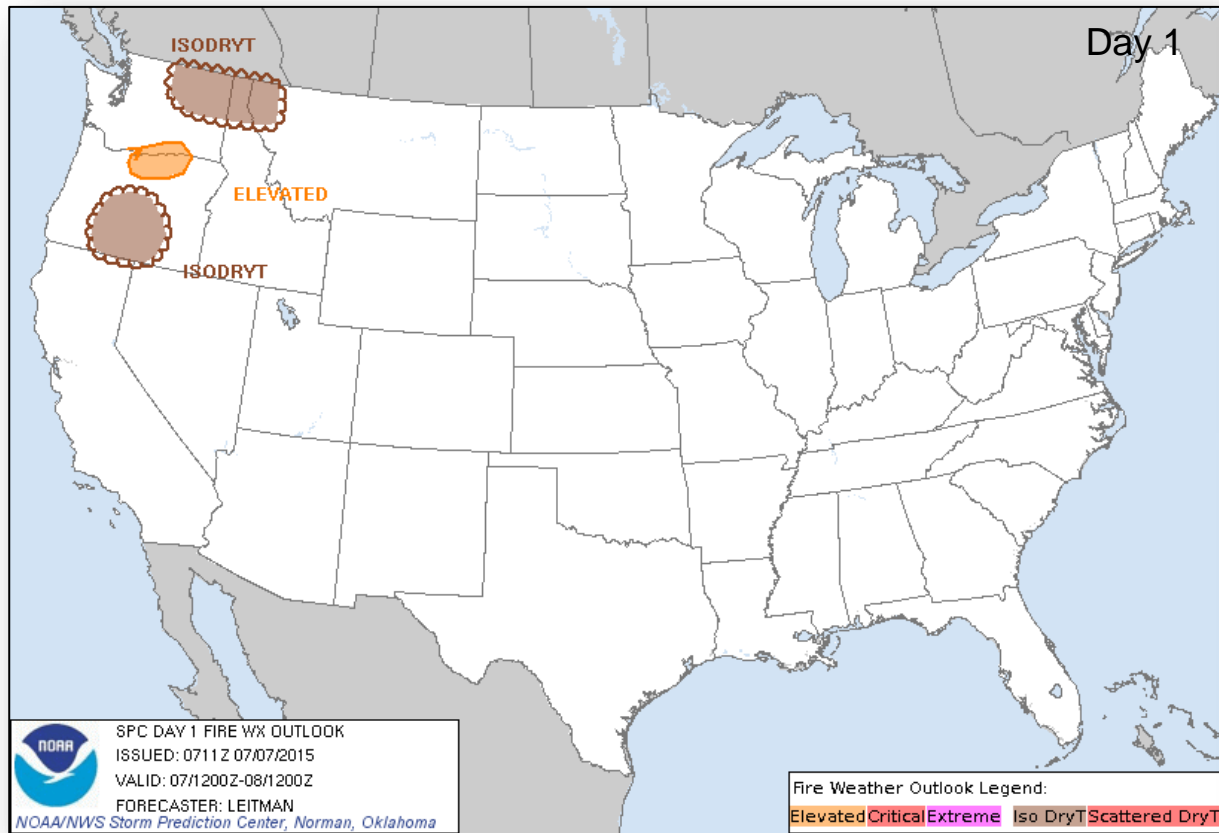 Day 1
ISODRYT
ELEVATED
ISODRYT
NOAA
SPC DAY 1 FIRE WX OUTLOOK
ISSUED: 0711Z 07/07/2015
VALID: 07/1200Z-08/1200Z
FORECASTER: LEITMAN
NOAA/NWS Storm Prediction Center, Norman, Oklahoma
Fire Weather Outlook Legend:
Elevated Critical Extreme Iso DryT Scattered DryT